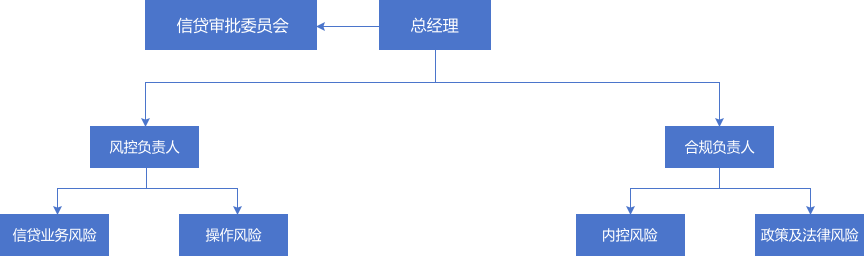 信贷审批委员会
总经理
风控负责人
合规负责人
信贷业务风险
操作风险
内控风险
政策及法律风险